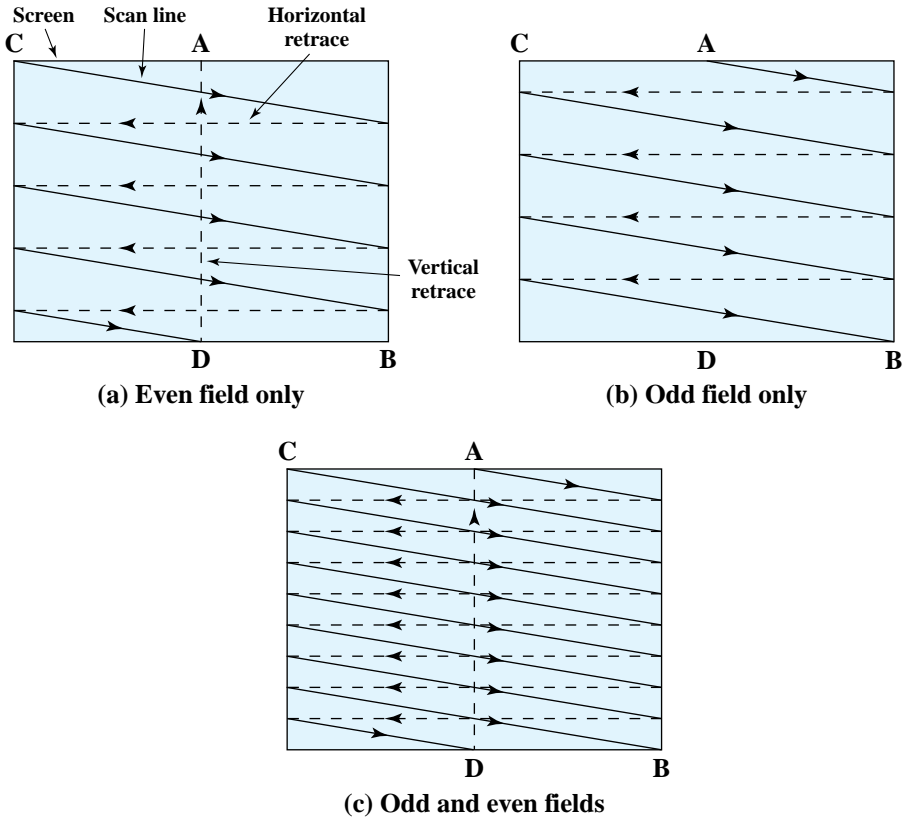 Screen
Scan line
Horizontal
retrace
C
A
Vertical
retrace
D
B
(a) Even field only
C
A
D
B
(b) Odd field only
C
A
D
B
(c) Odd and even fields